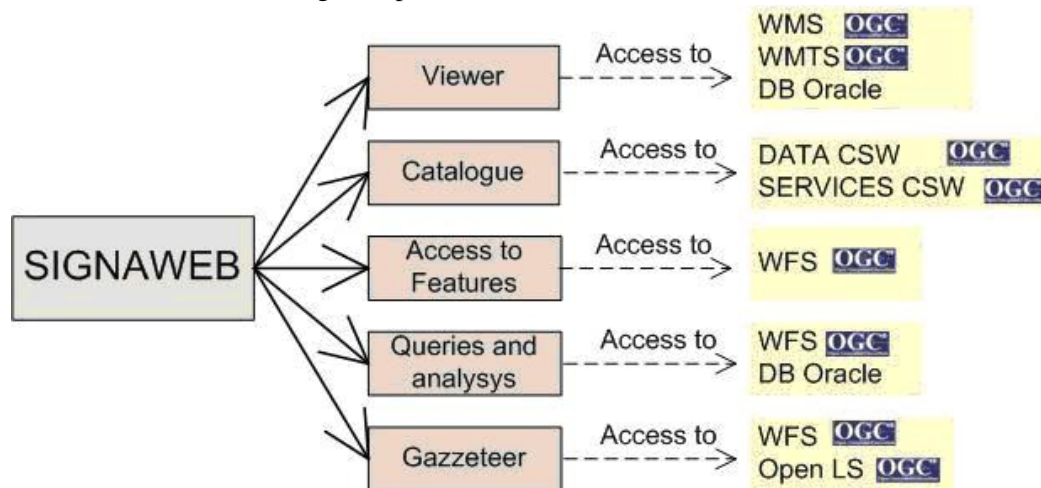 Viewer
Access to
WMS OGC
WMTS OGC
DB Oracle
Catalogue
Access to
DATA CSW OGC
SERVICES CSW OGC
SIGNAWEB
Access to
Features
Access to
WFS OGC
Queries and
analysys
Access to
WFS OGC
DB Oracle
Gazzeteer
Access to
WFS OGC
Open LS OGC